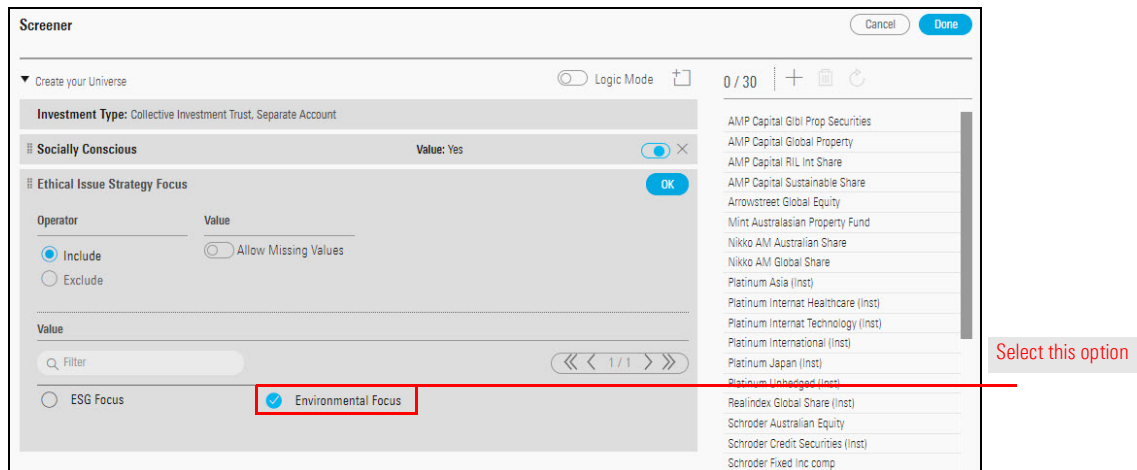 Screener
Cancel
Done
Create your Universe
Logic Mode
0 / 30
Investment Type: Collective Investment Trust, Separate Account
Socially Conscious
Value: Yes
Ethical Issue Strategy Focus
OK
Operator
Value
Include
Allow Missing Values
Exclude
Value
Filter
1 / 1
ESG Focus
Environmental Focus
AMP Capital Glbl Prop Securities
AMP Capital Global Property
AMP Capital RIL Int Share
AMP Capital Sustainable Share
Arrowstreet Global Equity
Mint Australasian Property Fund
Nikko AM Australian Share
Nikko AM Global Share
Platinum Asia (Inst)
Platinum Internat Healthcare (Inst)
Platinum Internat Technology (Inst)
Platinum International (Inst)
Platinum Japan (Inst)
Platinum Unhedged (Inst)
Realindex Global Share (Inst)
Schroder Australian Equity
Schroder Credit Securities (Inst)
Schroder Fixed Inc comp
Select this option